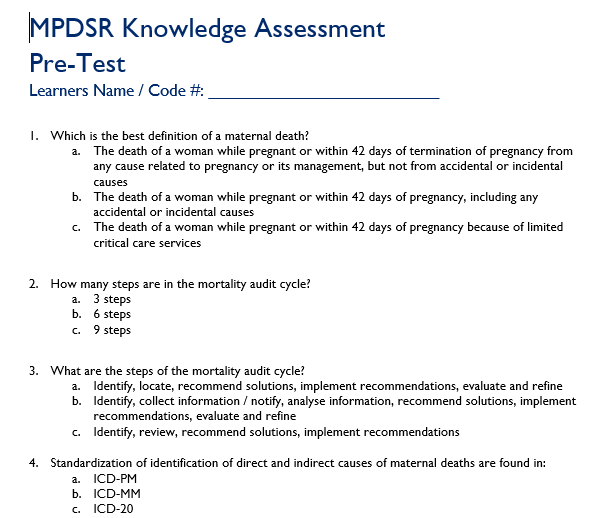 MPDSR Knowledge Assessment
Pre-Test
Learners Name / Code #: ____________________________
1. Which is the best definition of a maternal death?
a. The death of a woman while pregnant or within 42 days of termination of pregnancy from
any cause related to pregnancy or its management, but not from accidental or incidental
causes
b. The death of a woman while pregnant or within 42 days of pregnancy, including any
accidental or incidental causes
c. The death of a woman while pregnant or within 42 days of pregnancy because of limited
critical care services
2. How many steps are in the mortality audit cycle?
a. 3 steps
b. 6 steps
c. 9 steps
3. What are the steps of the mortality audit cycle?
a. Identify, locate, recommend solutions, implement recommendations, evaluate and refine
b. Identify, collect information / notify, analyse information, recommend solutions, implement
recommendations, evaluate and refine
c. Identify, review, recommend solutions, implement recommendations
4. Standardization of identification of direct and indirect causes of maternal deaths are found in:
a. ICD-PM
b. ICD-MM
c. ICD-20